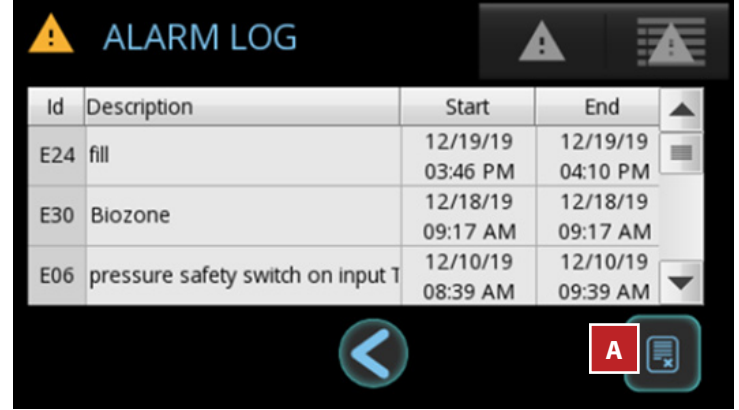 ALARM LOG
Id Description Start End
E24 fill 12/19/19 03:46 PM 12/19/19 04:10 PM
E30 Biozone 12/18/19 09:17 AM 12/18/19 09:17 AM
E06 pressure safety switch on input T 12/10/19 08:39 AM 12/10/19 09:39 AM
A